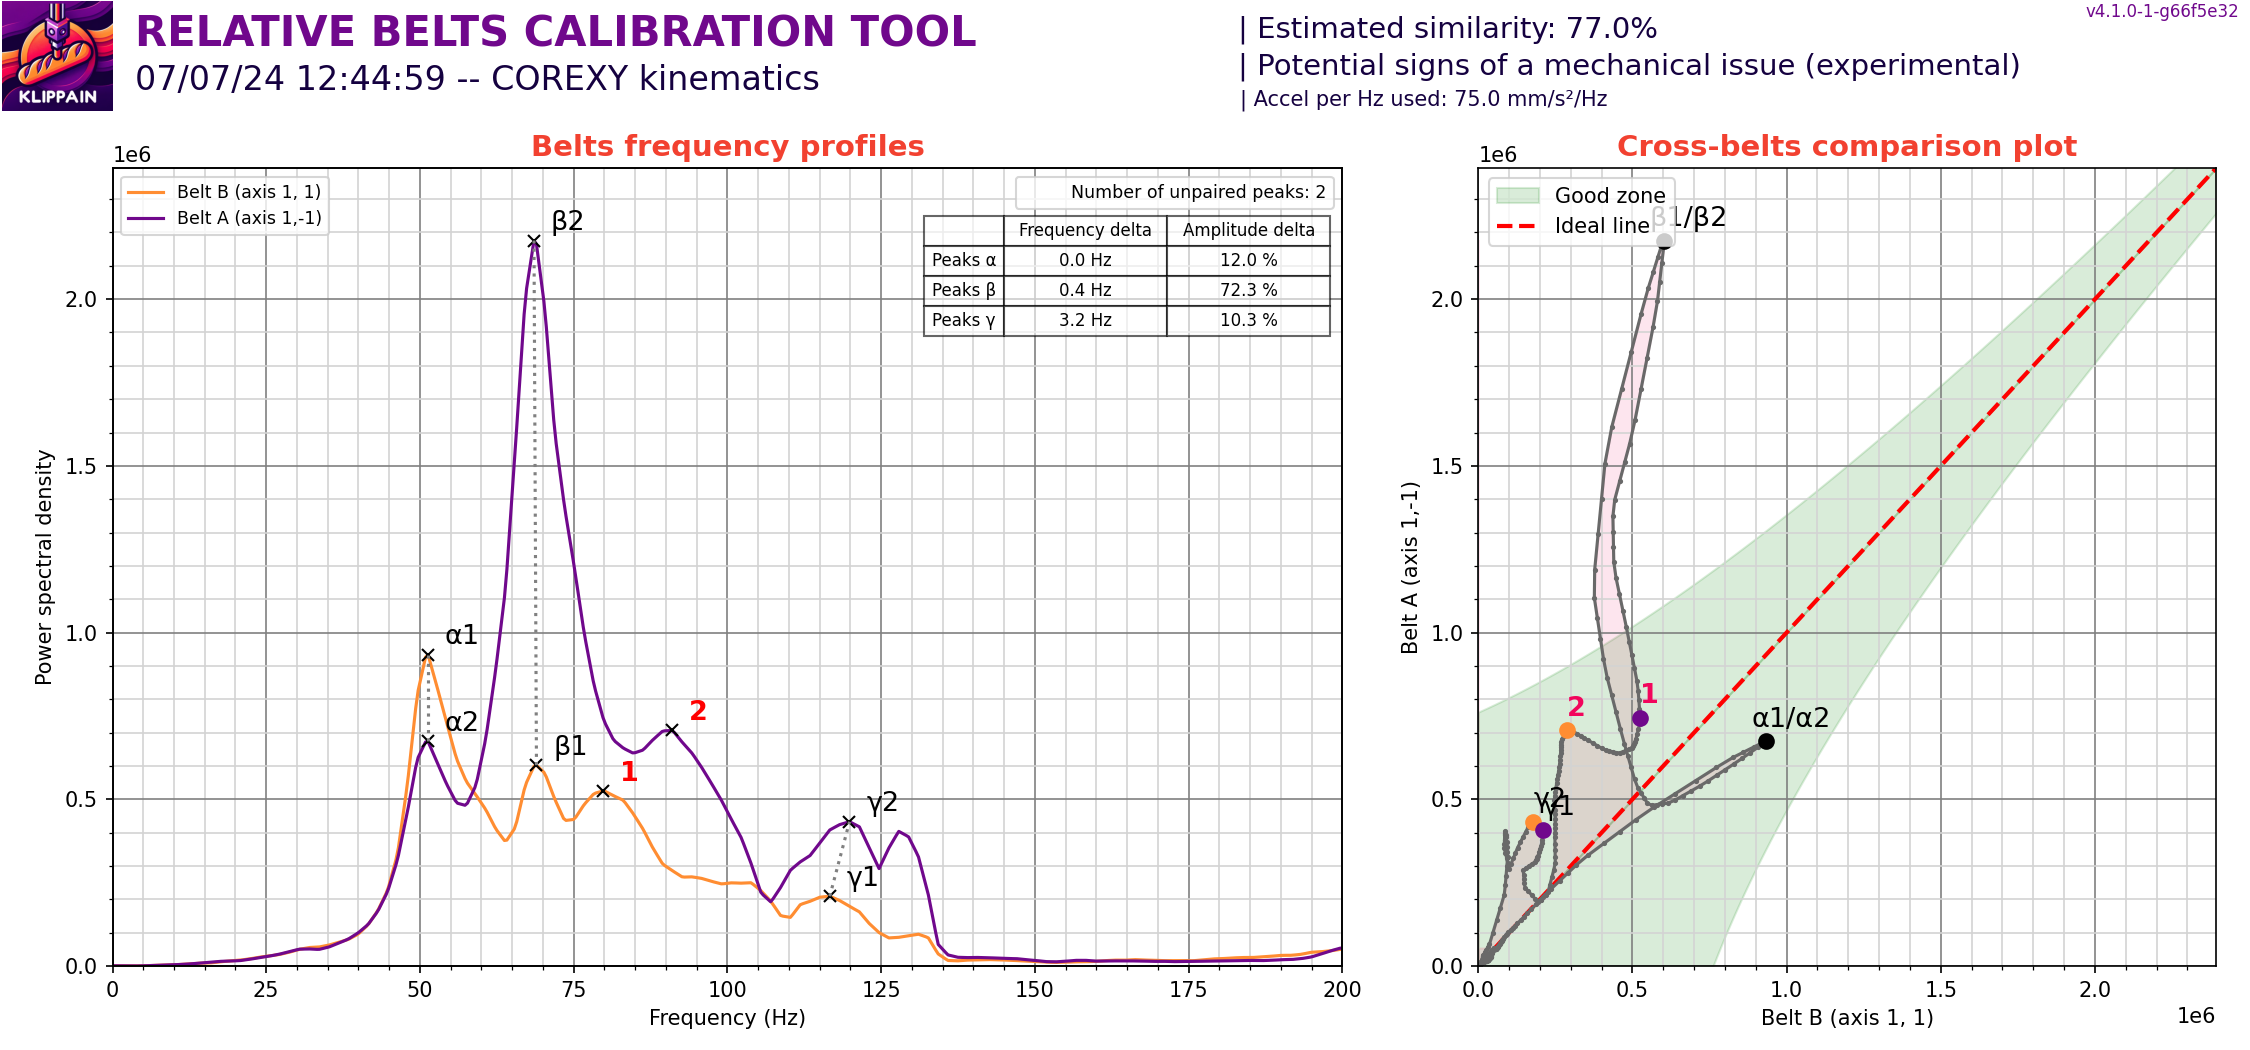 KLIPPAIN
RELATIVE BELTS CALIBRATION TOOL
07/07/24 12:44:59 -- COREXY kinematics
| Estimated similarity: 77.0%
| Potential signs of a mechanical issue (experimental)
| Accel per Hz used: 75.0 mm/s²/Hz
v4.1.0-1-g66f5e32
Belts frequency profiles
1e6
Belt B (axis 1, 1)
Belt A (axis 1,-1)
Number of unpaired peaks: 2
Frequency delta Amplitude delta
Peaks α 0.0 Hz 12.0 %
Peaks β 0.4 Hz 72.3 %
Peaks γ 3.2 Hz 10.3 %
β2
α1
α2
β1
1
2
γ2
γ1
Power spectral density
2.0
1.5
1.0
0.5
0.0
0 25 50 75 100 125 150 175 200
Frequency (Hz)
Cross-belts comparison plot
1e6
Good zone
Ideal line
β1/β2
1
2
α1/α2
γ2
γ1
Belt A (axis 1,-1)
2.0
1.5
1.0
0.5
0.0
0.0 0.5 1.0 1.5 2.0
1e6
Belt B (axis 1, 1)